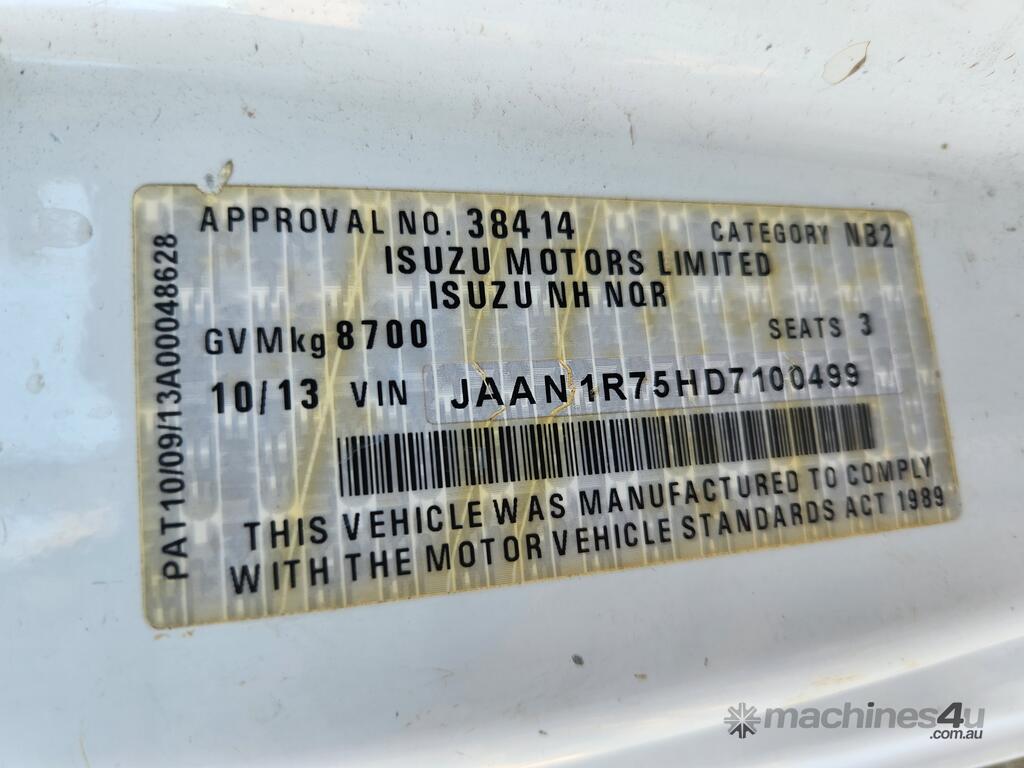 APPROVAL NO. 38414 CATEGORY NB2
ISUZU MOTORS LIMITED
ISUZU NH NQR
GVMkg 8700 SEATS 3
10/13 VIN JAAN1R75HD7100499
THIS VEHICLE WAS MANUFACTURED TO COMPLY
WITH THE MOTOR VEHICLE STANDARDS ACT 1989
PAT10/09/13A00048628
machines4u
.com.au